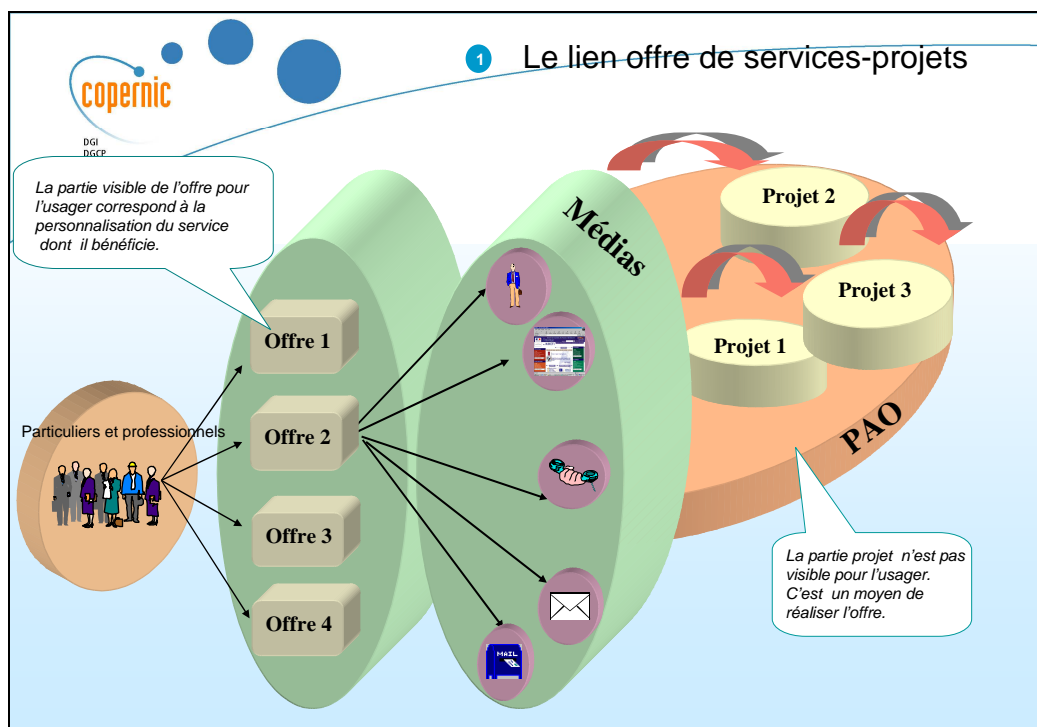 1 Le lien offre de services-projets
copernic
DGI
DGCP
La partie visible de l'offre pour
l'usager correspond à la
personnalisation du service
dont il bénéficie.
Médias
Projet 2
Projet 3
Projet 1
PAO
Offre 1
Offre 2
Offre 3
Offre 4
Particuliers et professionnels
MAIL
La partie projet n'est pas
visible pour l'usager.
C'est un moyen de
réaliser l'offre.